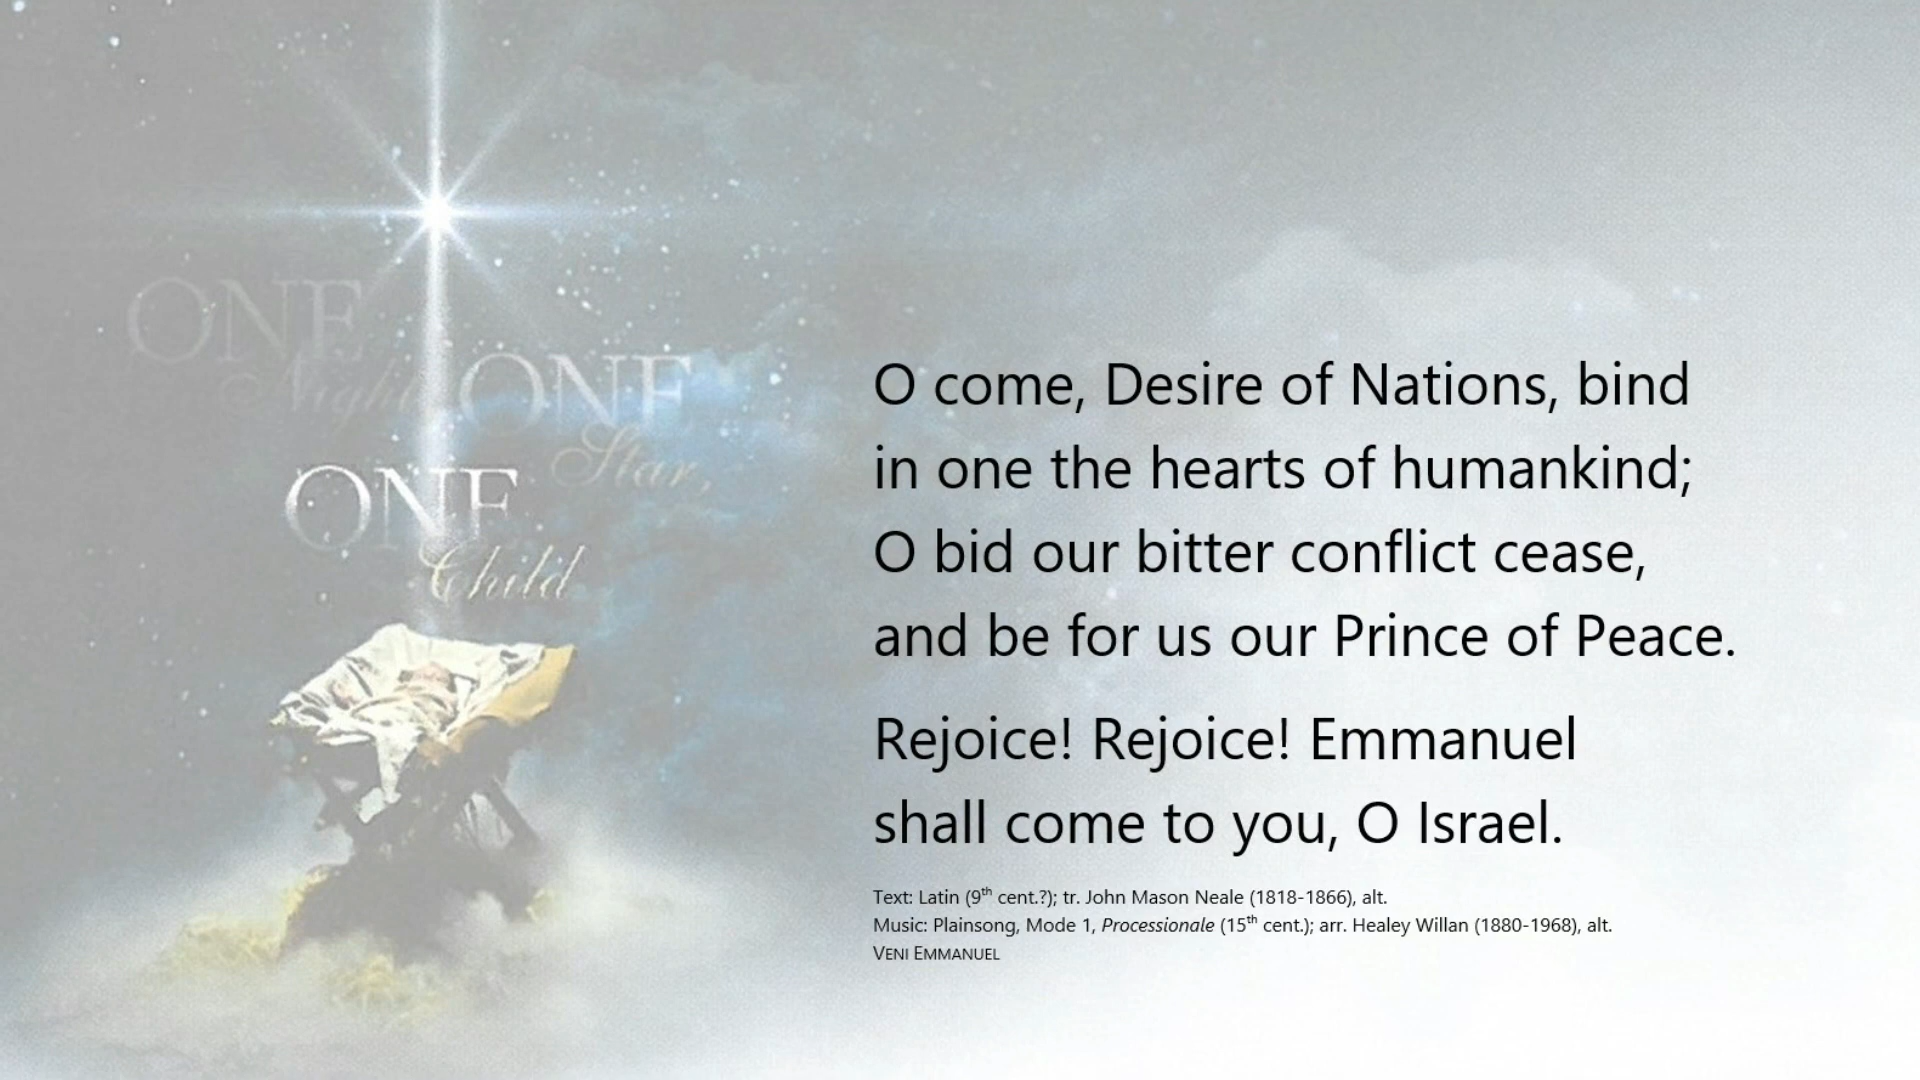 ONE
Night
ONE
Star,
ONE
Child
O come, Desire of Nations, bind
in one the hearts of humankind;
O bid our bitter conflict cease,
and be for us our Prince of Peace.
Rejoice! Rejoice! Emmanuel
shall come to you, O Israel.
Text: Latin (9th cent.?); tr. John Mason Neale (1818-1866), alt.
Music: Plainsong, Mode 1, Processionale (15th cent.); arr. Healey Willan (1880-1968), alt.
VENI EMMANUEL